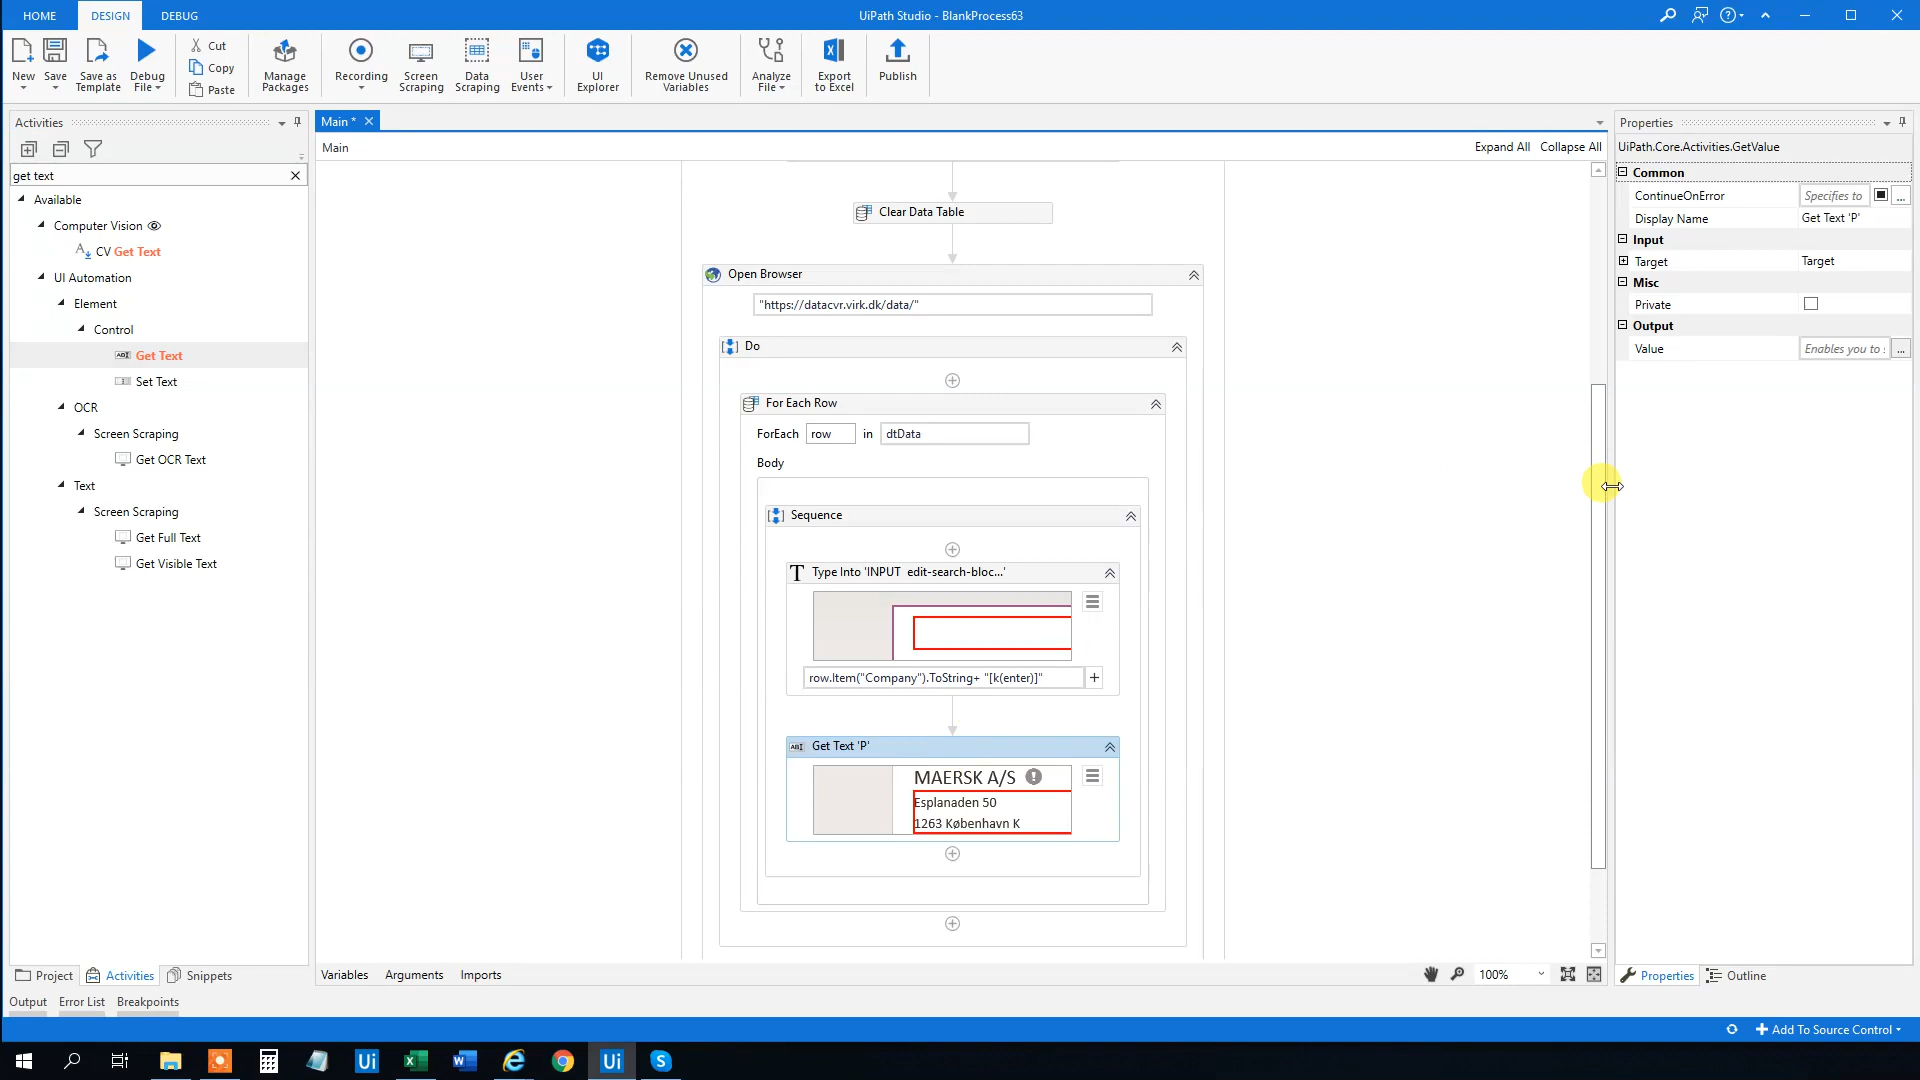 HOME DESIGN DEBUG UiPath Studio - BlankProcess63
New Save Save as Template Debug File Cut Copy Paste Manage Packages Recording Screen Scraping Data Scraping User Events UI Explorer Remove Unused Variables Analyze File Export to Excel Publish
Activities
get text
Available
Computer Vision
CV Get Text
UI Automation
Element
Control
Get Text
Set Text
OCR
Screen Scraping
Get OCR Text
Text
Screen Scraping
Get Full Text
Get Visible Text
Project Activities Snippets
Main *
Main Expand All Collapse All
Clear Data Table
Open Browser
"https://datacvr.virk.dk/data/"
Do
For Each Row
ForEach row in dtData
Body
Sequence
T Type Into 'INPUT edit-search-bloc...'
row.Item("Company").ToString+ "[k(enter)]"
Get Text 'P'
MAERSK A/S
Esplanaden 50
1263 København K
Variables Arguments Imports 100%
Properties
UiPath.Core.Activities.GetValue
Common
ContinueOnError Specifies to ...
Display Name Get Text 'P'
Input
Target Target
Misc
Private
Output
Value Enables you to ...
Properties Outline
Output Error List Breakpoints
Add To Source Control
Ui Ui